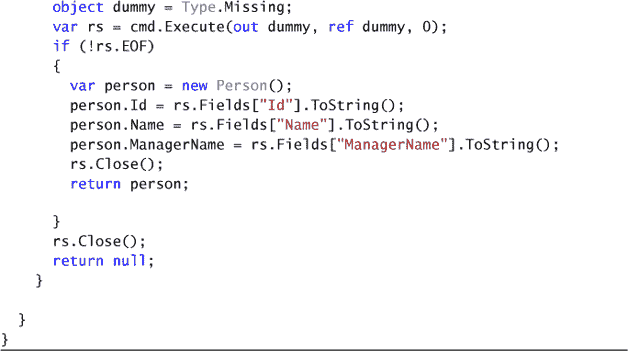 object dummy = Type.Missing;
var rs = cmd.Execute(out dummy, ref dummy, 0);
if (!rs.EOF)
{
var person = new Person();
person.Id = rs.Fields["Id"].ToString();
person.Name = rs.Fields["Name"].ToString();
person.ManagerName = rs.Fields["ManagerName"].ToString();
rs.Close();
return person;
}
rs.Close();
return null;
}
}
}